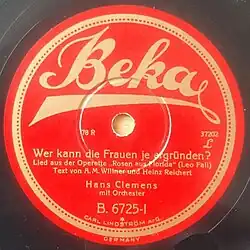 Beka
78 R
37202
L
Wer kann die Frauen je ergründen?
Lied aus der Operette „Rosen aus Florida" (Leo Fall)
Text von A. M. Willner und Heinz Reichert
Hans Clemens
mit Orchester
B. 6725-I
CARL LINDSTRÖM A.G.
GERMANY